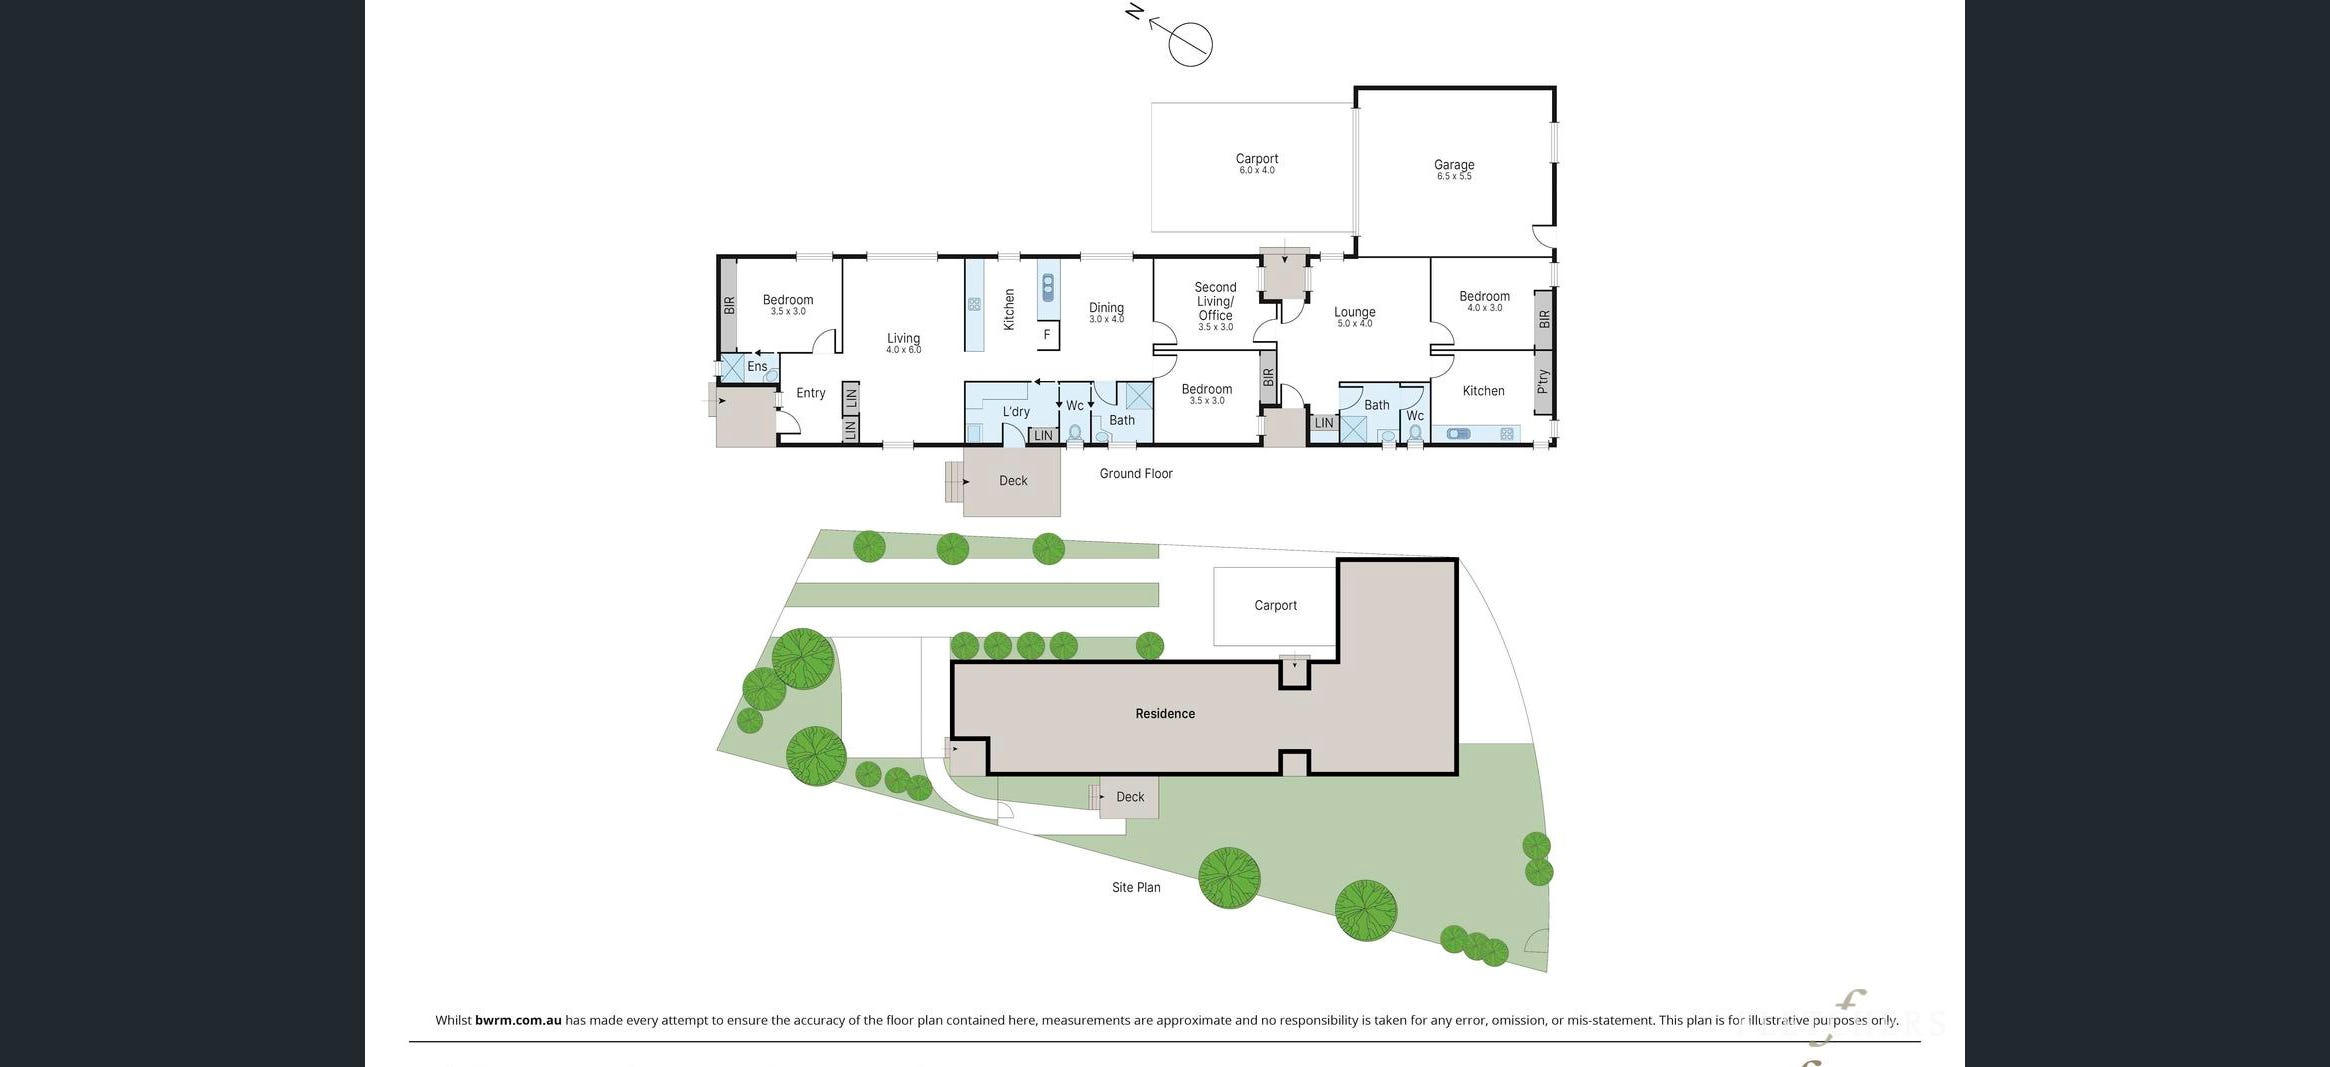 N
Carport
6.0 x 4.0
Garage
6.5 x 5.5
BIR
Bedroom
3.5 x 3.0
Ens
Entry
LIN
LIN
Living
4.0 x 6.0
Kitchen
F
Dining
3.0 x 4.0
L'dry
LIN
Wc
Bath
Second
Living/
Office
3.5 x 3.0
Bedroom
3.5 x 3.0
BIR
Lounge
5.0 x 4.0
LIN
Bath
Wc
Bedroom
4.0 x 3.0
BIR
Kitchen
P'try
Deck
Ground Floor
Carport
Residence
Deck
Site Plan
Whilst bwrm.com.au has made every attempt to ensure the accuracy of the floor plan contained here, measurements are approximate and no responsibility is taken for any error, omission, or mis-statement. This plan is for illustrative purposes only.